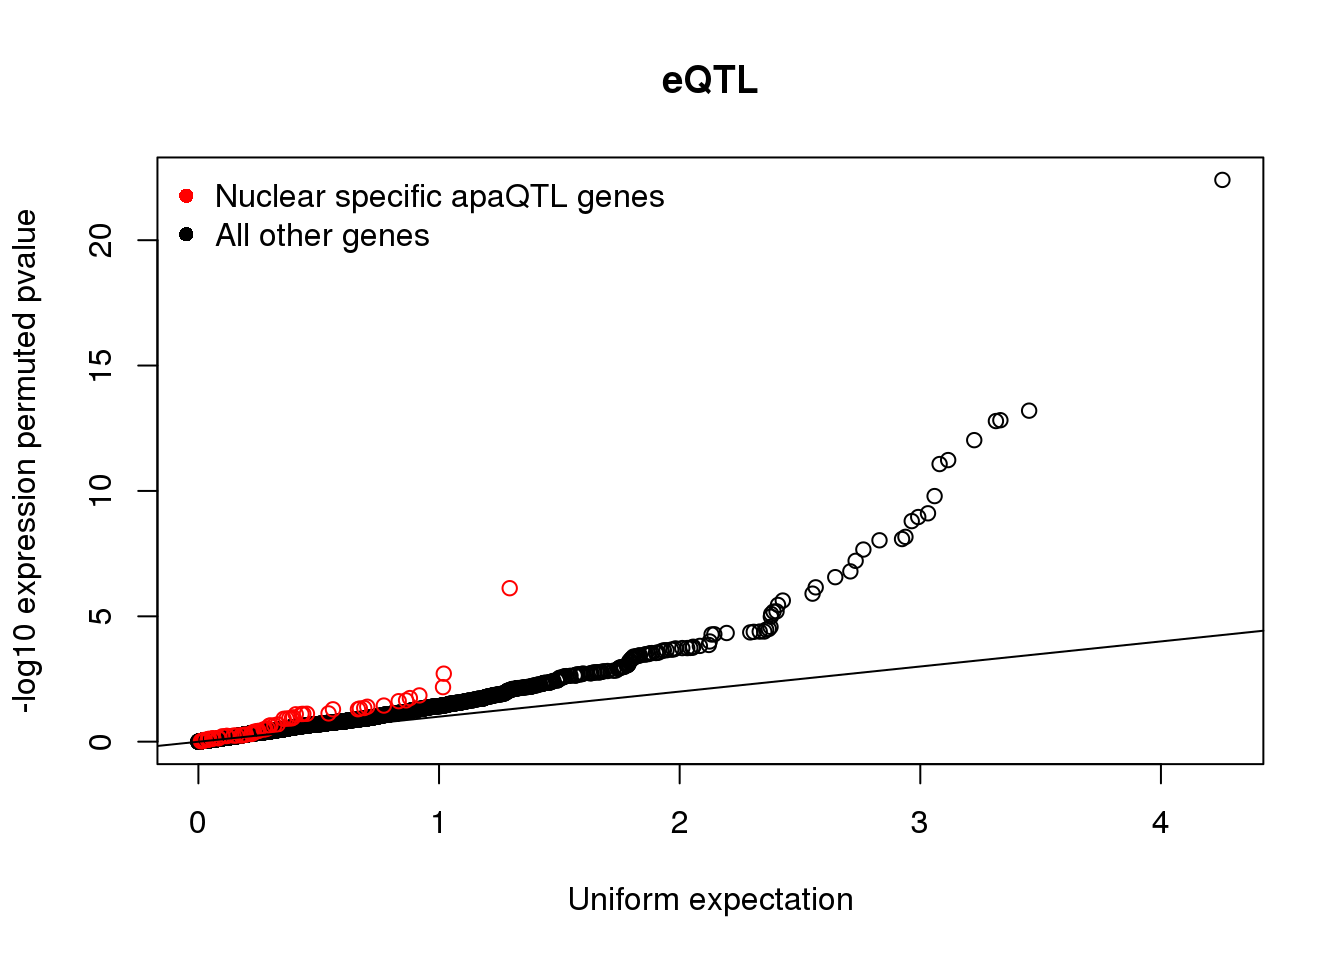 eQTL
Nuclear specific apaQTL genes
All other genes
-log10 expression permuted pvalue
20
15
10
5
0
0 1 2 3 4
Uniform expectation